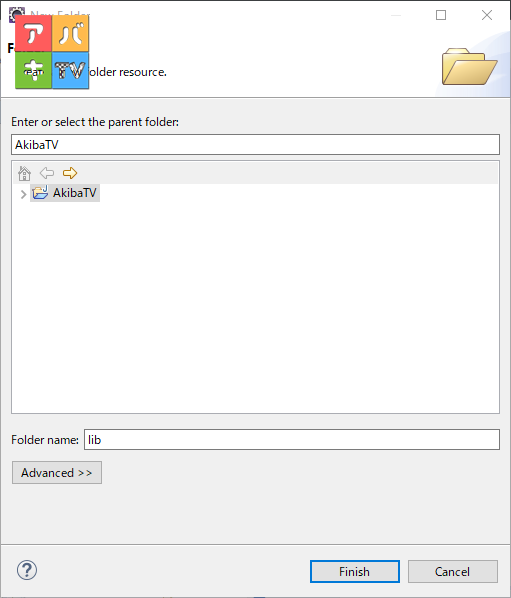 New Folder
ア バ
キ TV
older resource.
Enter or select the parent folder:
AkibaTV
AkibaTV
Folder name: lib
Advanced >>
? Finish Cancel